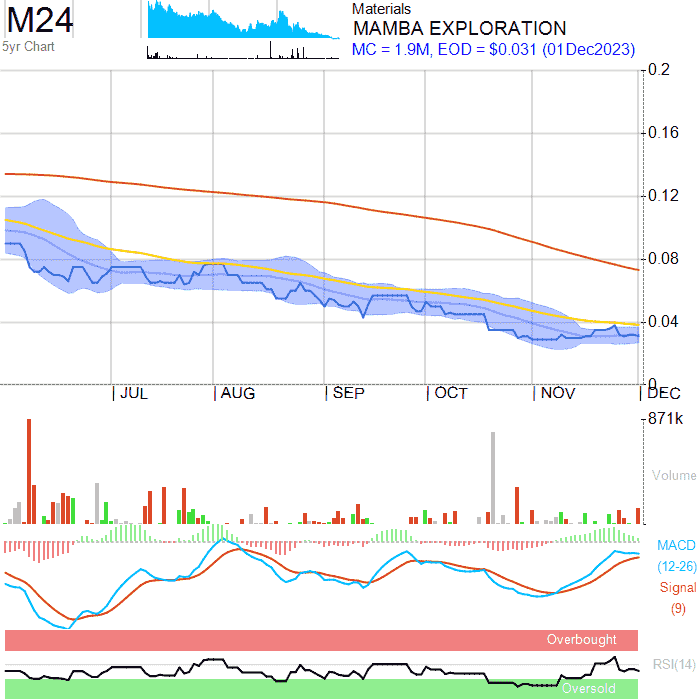 M24
5yr Chart
Materials
MAMBA EXPLORATION
MC = 1.9M, EOD = $0.031 (01Dec2023)
0.2
0.16
0.12
0.08
0.04
0
JUL AUG SEP OCT NOV DEC
871k
Volume
MACD
(12-26)
Signal
(9)
Overbought
RSI(14)
Oversold